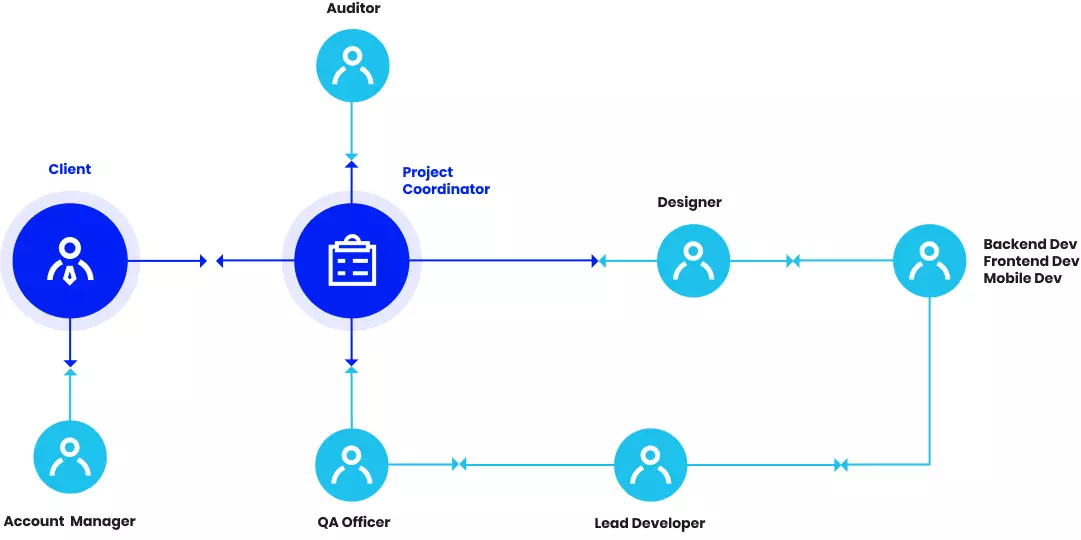 Auditor
Client
Project
Coordinator
Designer
Backend Dev
Frontend Dev
Mobile Dev
Account Manager
QA Officer
Lead Developer